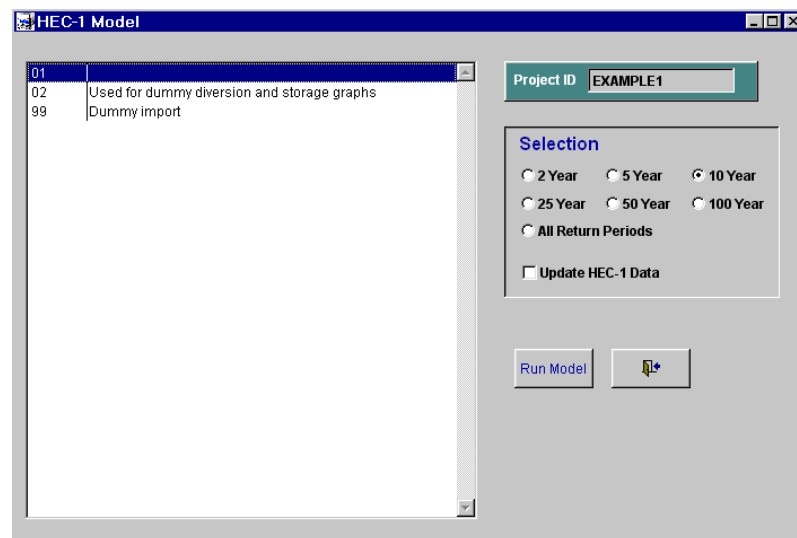 HEC-1 Model
01
02 Used for dummy diversion and storage graphs
99 Dummy import
Project ID EXAMPLE1
Selection
2 Year 5 Year 10 Year
25 Year 50 Year 100 Year
All Return Periods
Update HEC-1 Data
Run Model